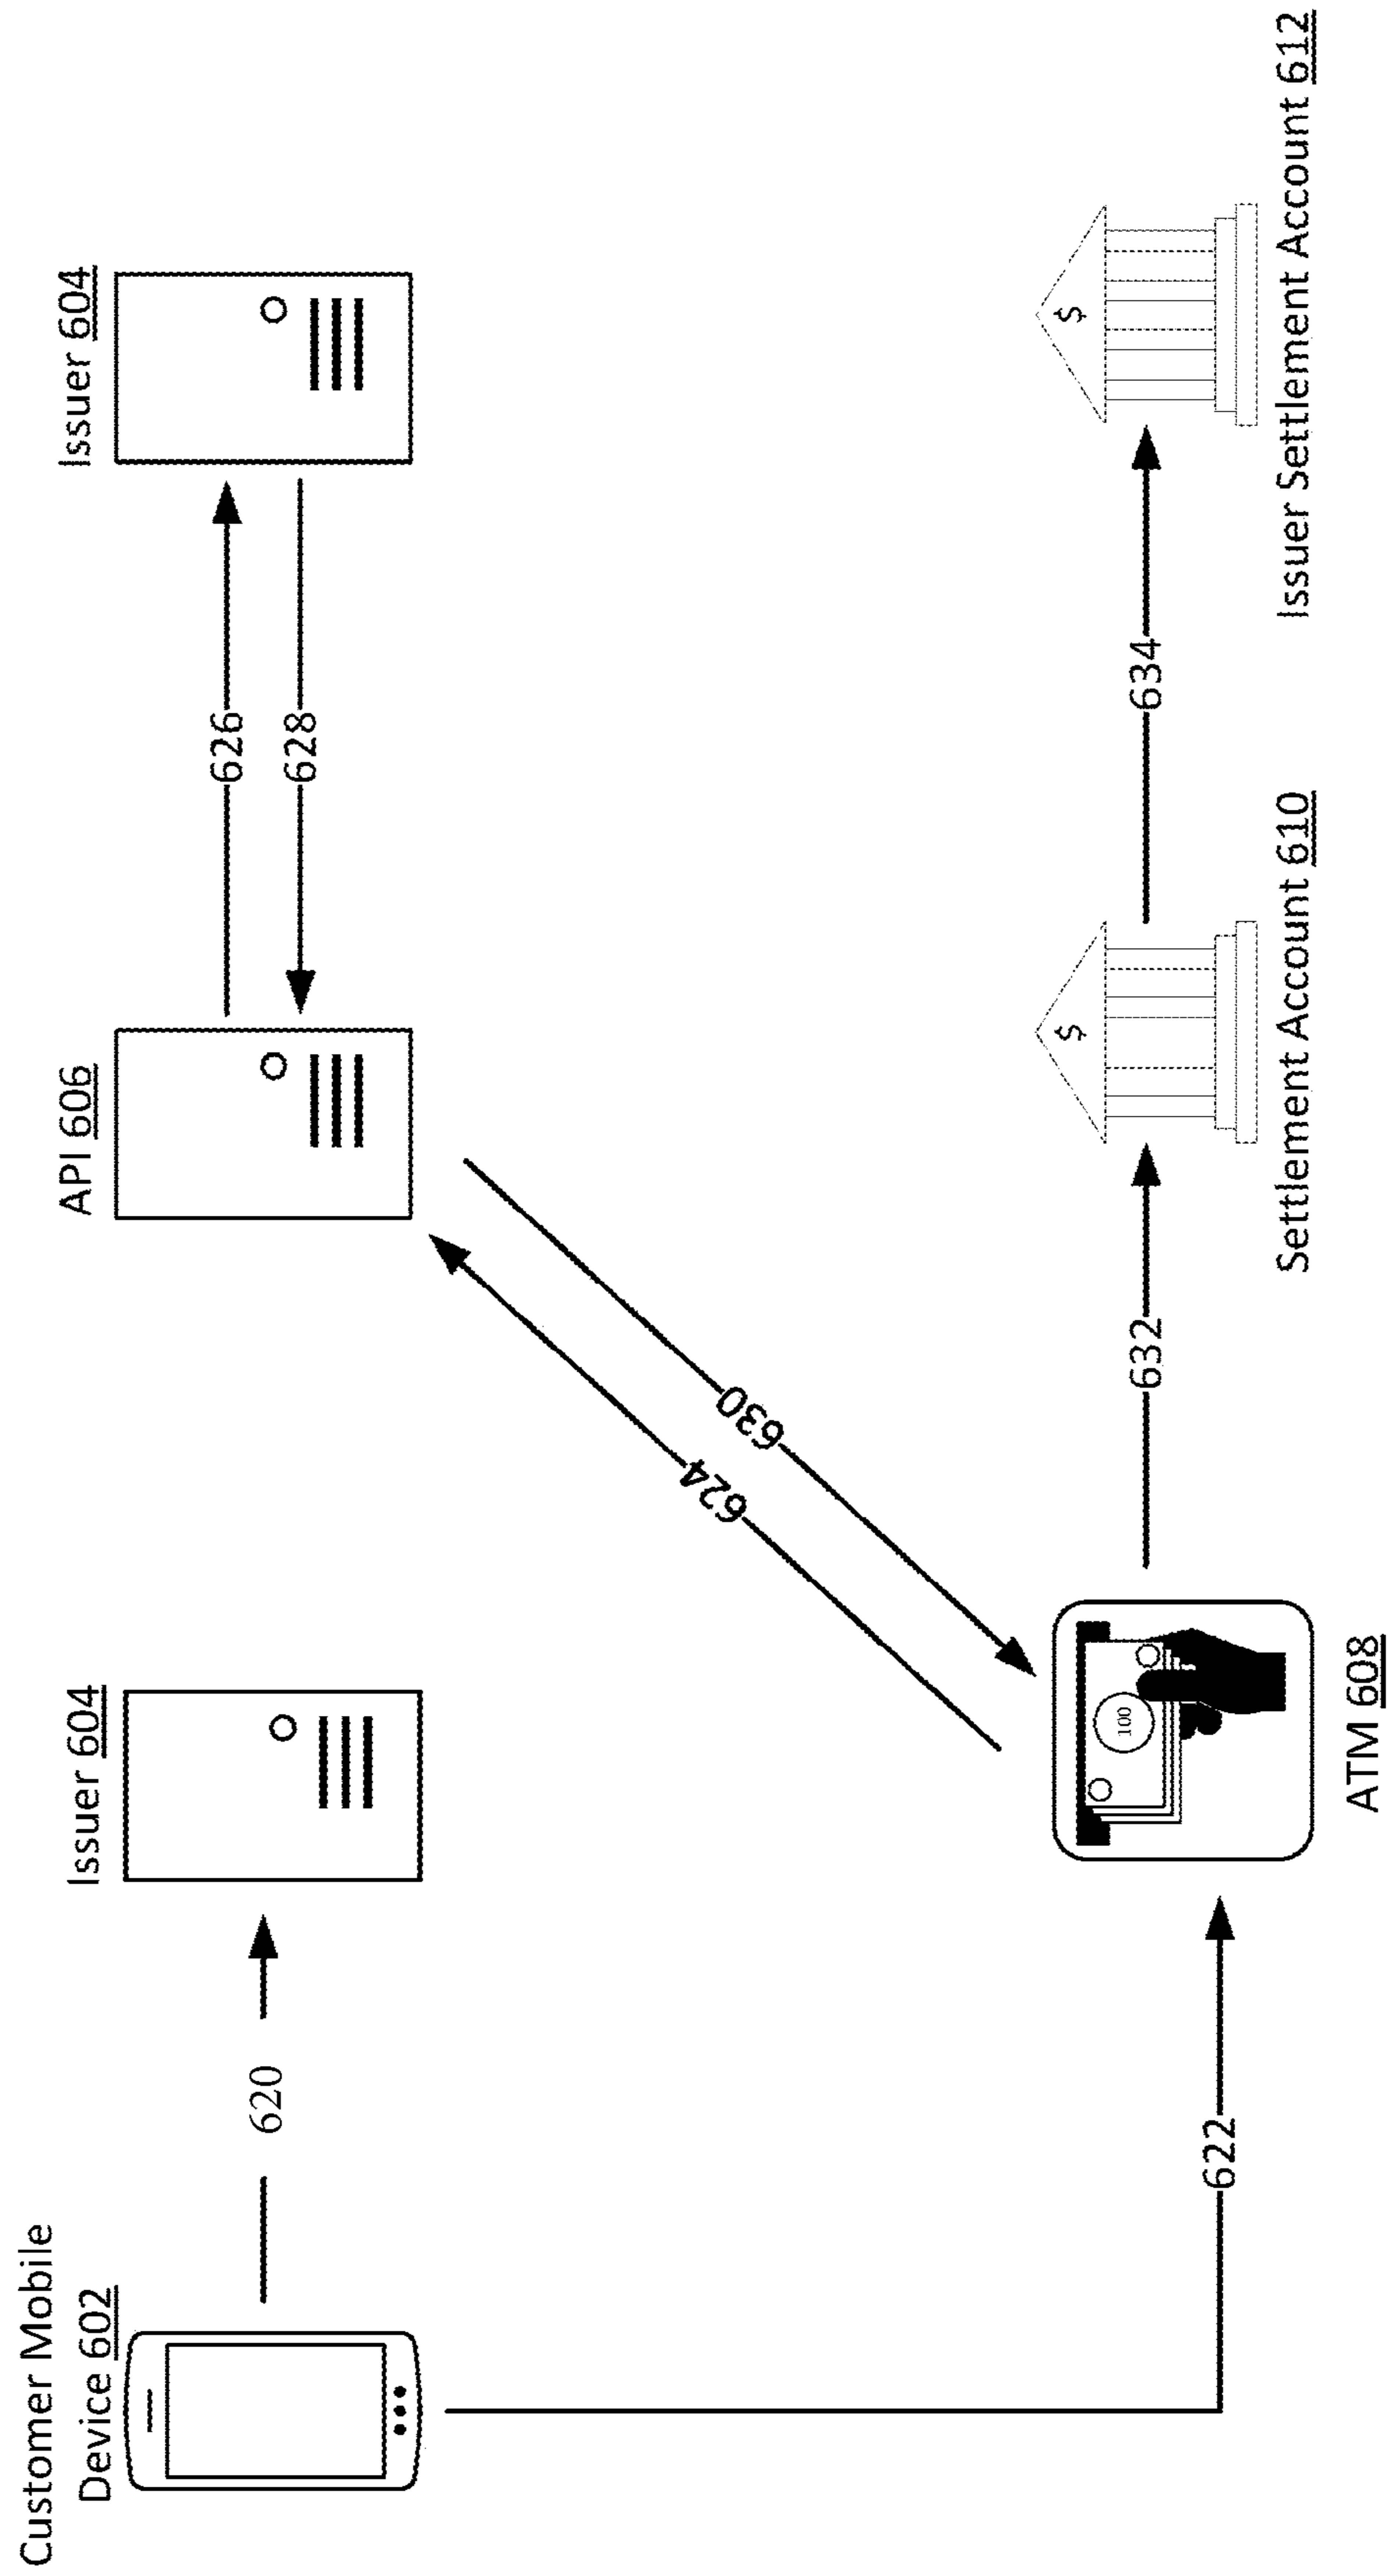 Customer Mobile
Device 602
620
Issuer 604
API 606
626
628
Issuer 604
624
630
622
100
ATM 608
632
$
Settlement Account 610
634
$
Issuer Settlement Account 612